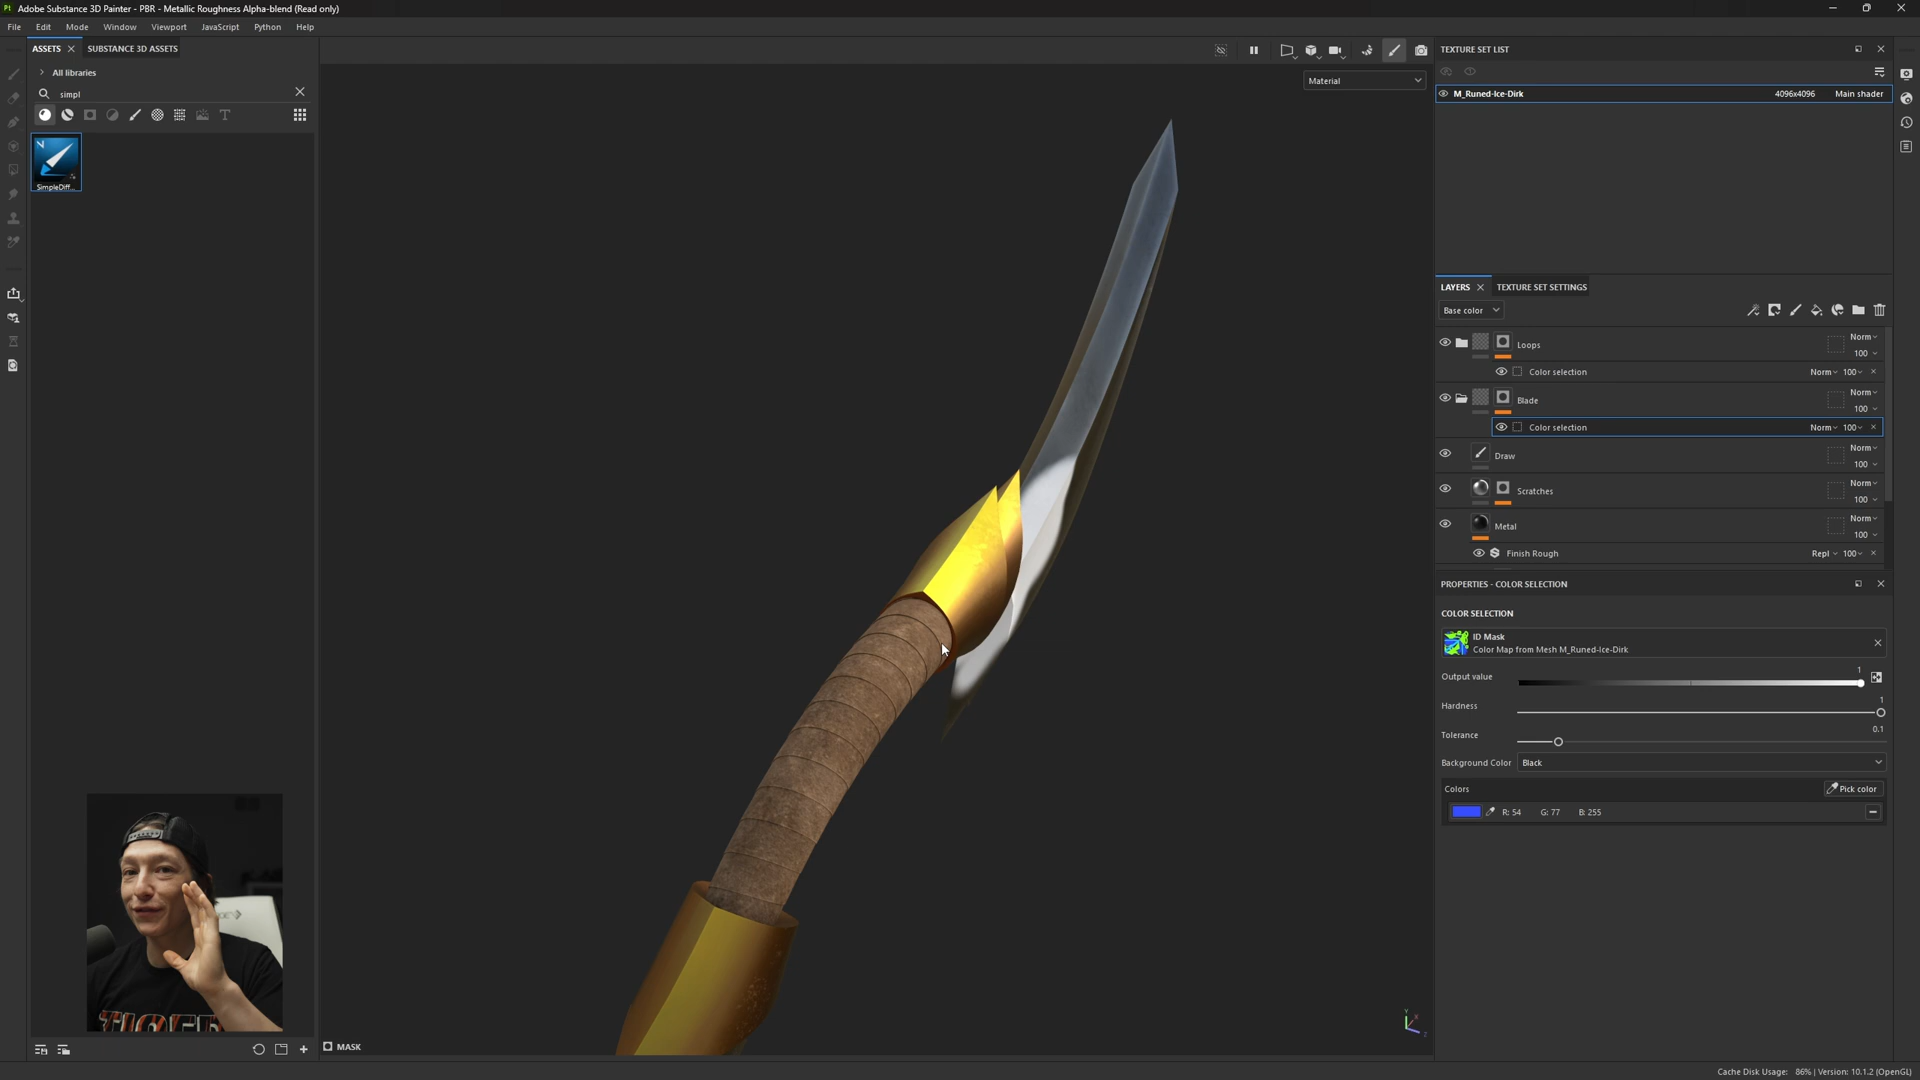 Pt Adobe Substance 3D Painter - PBR - Metallic Roughness Alpha-blend (Read only)
File Edit Mode Window Viewport JavaScript Python Help
ASSETS SUBSTANCE 3D ASSETS
All libraries
simpl
N
SimpleDiff...
Material
TEXTURE SET LIST
M_Runed-Ice-Dirk 4096x4096 Main shader
LAYERS TEXTURE SET SETTINGS
Base color
Loops Norm 100
Color selection Norm 100
Blade Norm 100
Color selection Norm 100
Draw Norm 100
Scratches Norm 100
Metal Norm 100
Finish Rough Repl 100
PROPERTIES - COLOR SELECTION
COLOR SELECTION
ID Mask
Color Map from Mesh M_Runed-Ice-Dirk
Output value 1
Hardness 1
Tolerance 0.1
Background Color Black
Colors Pick color
R: 54 G: 77 B: 255
MASK
Y X Z
Cache Disk Usage: 86% | Version: 10.1.2 (OpenGL)